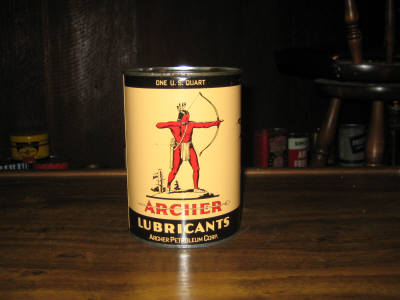 ONE U.S. QUART
ARCHER
LUBRICANTS
ARCHER PETROLEUM CORP.